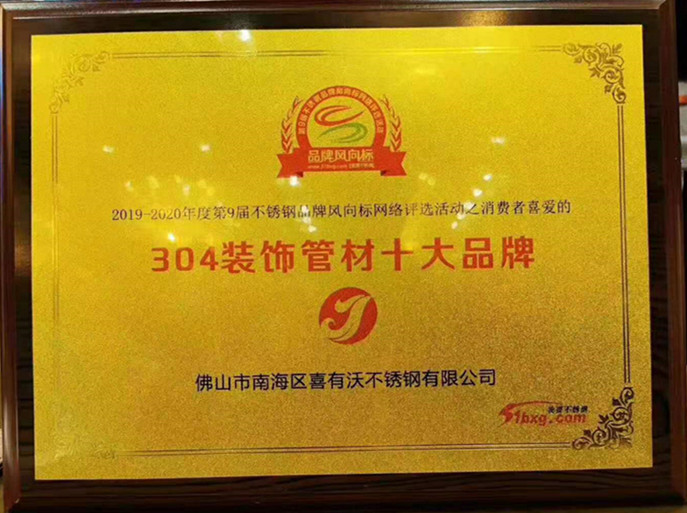 品牌风向标
2019-2020年度第9届不锈钢品牌风向标网络评选活动之消费者喜爱的
304装饰管材十大品牌
佛山市南海区喜有沃不锈钢有限公司
51bxg.com